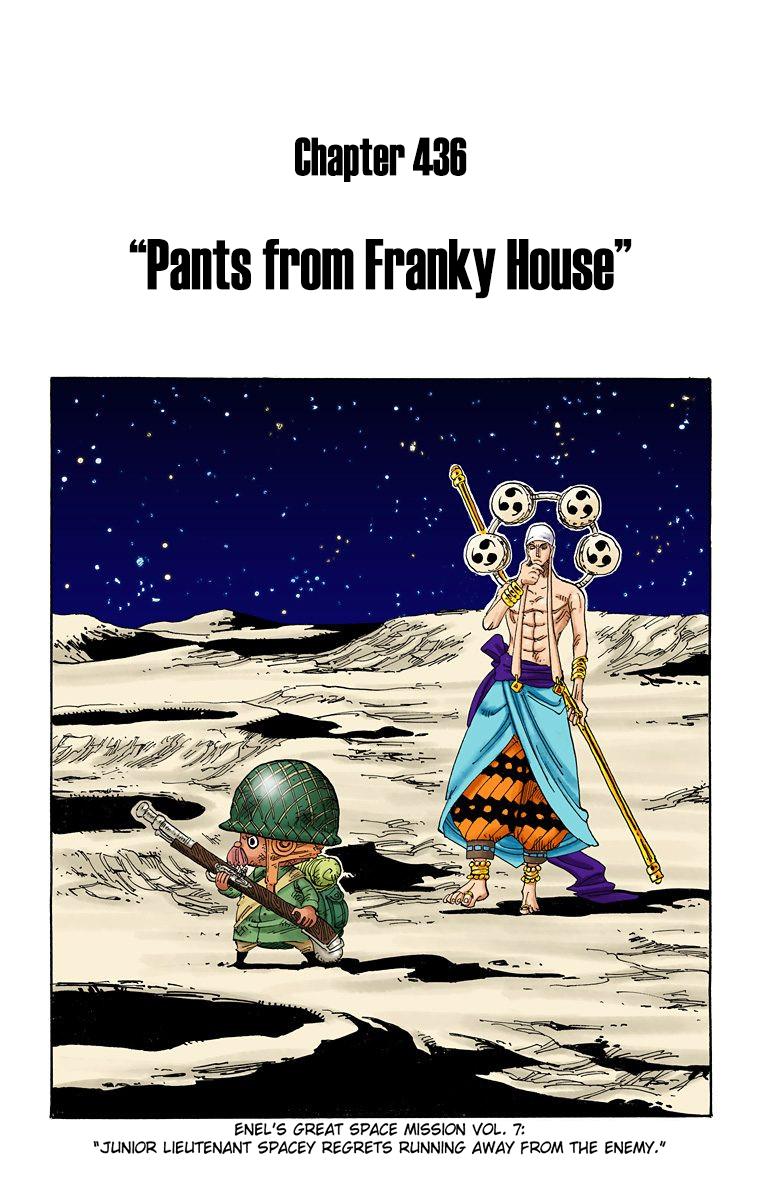 Chapter 436
“Pants from Franky House”
ENEL'S GREAT SPACE MISSION VOL. 7:
“JUNIOR LIEUTENANT SPACEY REGRETS RUNNING AWAY FROM THE ENEMY.”